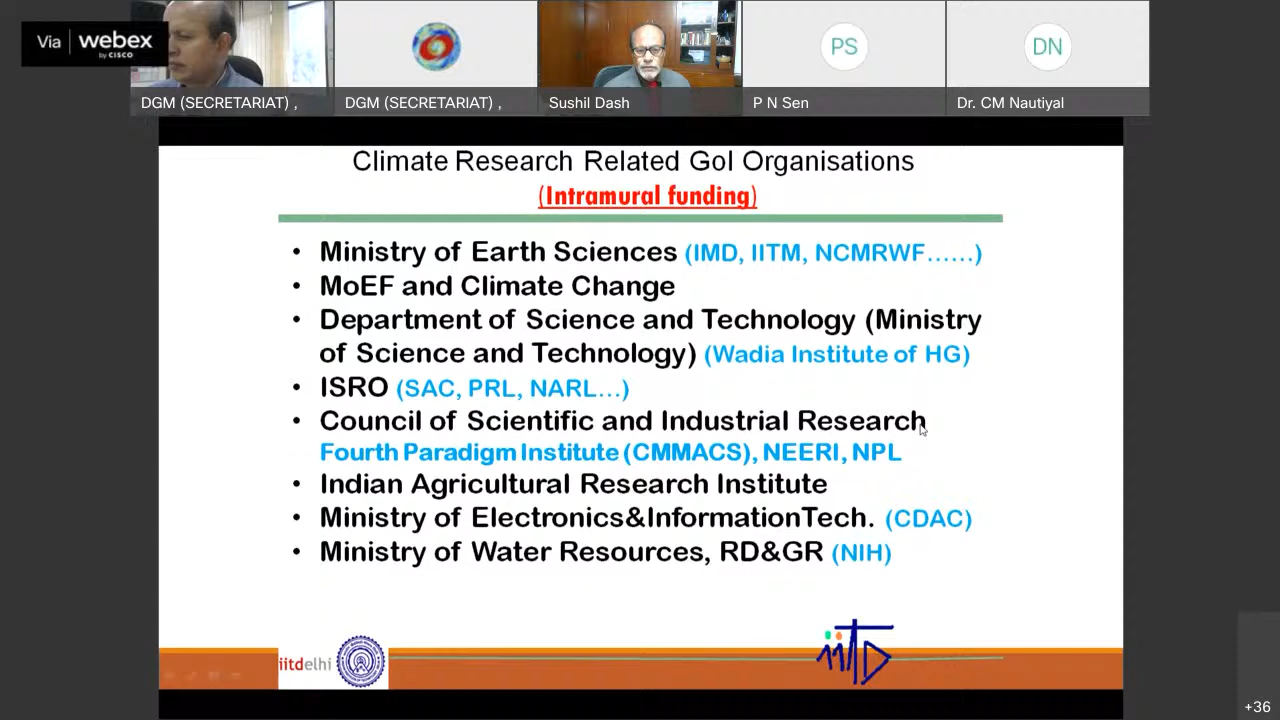 Via webex
by CISCO
DGM (SECRETARIAT) ,
DGM (SECRETARIAT) ,
Sushil Dash
PS
P N Sen
DN
Dr. CM Nautiyal
Climate Research Related GoI Organisations
(Intramural funding)
• Ministry of Earth Sciences (IMD, IITM, NCMRWF......)
• MoEF and Climate Change
• Department of Science and Technology (Ministry
of Science and Technology) (Wadia Institute of HG)
• ISRO (SAC, PRL, NARL...)
• Council of Scientific and Industrial Research
Fourth Paradigm Institute (CMMACS), NEERI, NPL
• Indian Agricultural Research Institute
• Ministry of Electronics&InformationTech. (CDAC)
• Ministry of Water Resources, RD&GR (NIH)
iitdelhi
iiTD
+36